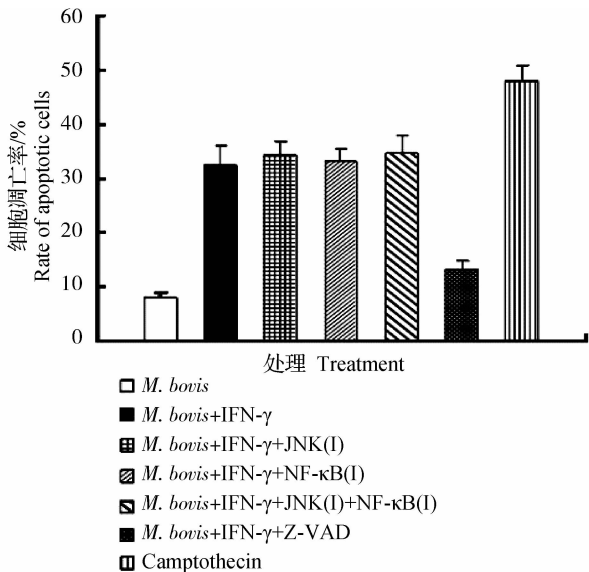 60
50
40
30
20
10
0
细胞凋亡率/%
Rate of apoptotic cells
处理 Treatment
M. bovis
M. bovis+IFN-γ
M. bovis+IFN-γ+JNK(I)
M. bovis+IFN-γ+NF-κB(I)
M. bovis+IFN-γ+JNK(I)+NF-κB(I)
M. bovis+IFN-γ+Z-VAD
Camptothecin